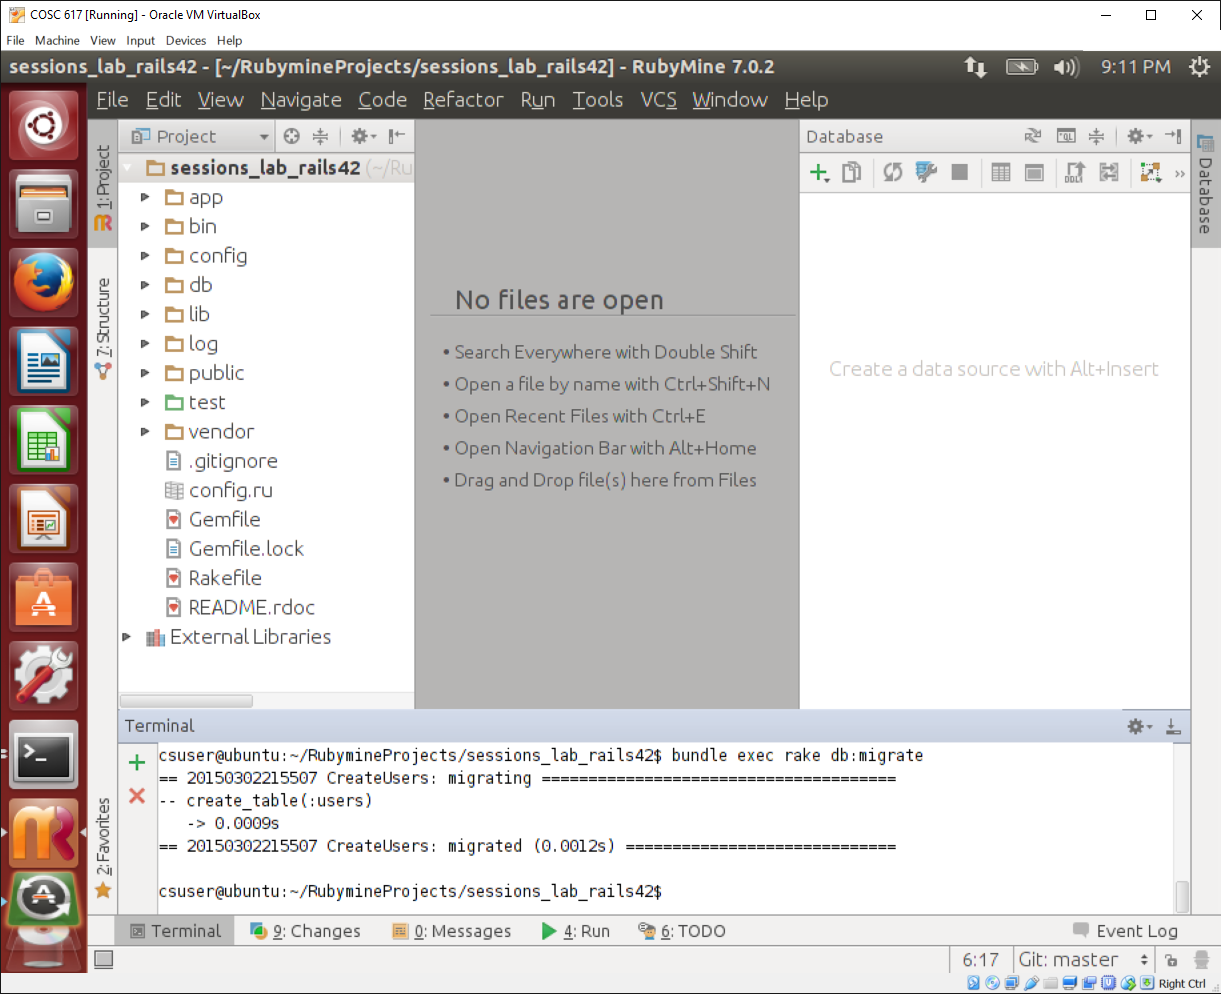 COSC 617 [Running] - Oracle VM VirtualBox
File Machine View Input Devices Help
sessions_lab_rails42 - [~/RubymineProjects/sessions_lab_rails42] - RubyMine 7.0.2
9:11 PM
File Edit View Navigate Code Refactor Run Tools VCS Window Help
1: Project
7: Structure
2: Favorites
Project
sessions_lab_rails42 (~/Ru
app
bin
config
db
lib
log
public
test
vendor
.gitignore
config.ru
Gemfile
Gemfile.lock
Rakefile
README.rdoc
External Libraries
No files are open
• Search Everywhere with Double Shift
• Open a file by name with Ctrl+Shift+N
• Open Recent Files with Ctrl+E
• Open Navigation Bar with Alt+Home
• Drag and Drop file(s) here from Files
Database
QL
DDL
»
Create a data source with Alt+Insert
Database
Terminal
csuser@ubuntu:~/RubymineProjects/sessions_lab_rails42$ bundle exec rake db:migrate
== 20150302215507 CreateUsers: migrating ======================================
-- create_table(:users)
-> 0.0009s
== 20150302215507 CreateUsers: migrated (0.0012s) =============================
csuser@ubuntu:~/RubymineProjects/sessions_lab_rails42$
Terminal 9: Changes 0: Messages 4: Run 6: TODO Event Log
6:17 Git: master
Right Ctrl